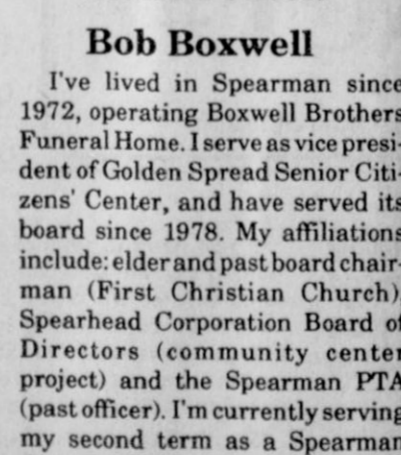 Bob Boxwell
I've lived in Spearman since
1972, operating Boxwell Brothers
Funeral Home. I serve as vice presi-
dent of Golden Spread Senior Citi-
zens' Center, and have served its
board since 1978. My affiliations
include: elder and past board chair-
man (First Christian Church),
Spearhead Corporation Board of
Directors (community center
project) and the Spearman PTA
(past officer). I'm currently serving
my second term as a Spearman